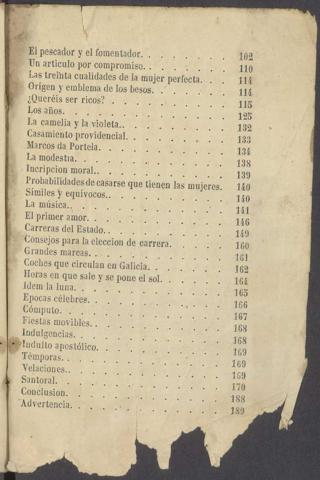 El pescador y el fomentador. . . . . . . . 102
Un articulo por compromiso. . . . . . . . 110
Las treinta cualidades de la mujer perfecta. . . 114
Origen y emblema de los besos. . . . . . . 114
¿Queréis ser ricos? . . . . . . . . . 115
Los años. . . . . . . . . . . . 125
La camelia y la violeta. . . . . . . . . 132
Casamiento providencial. . . . . . . . . 133
Marcos da Portela. . . . . . . . . . 134
La modestia. . . . . . . . . . . 138
Incripcion moral. . . . . . . . . . 139
Probabilidades de casarse que tienen las mujeres. 140
Símiles y equivocos. . . . . . . . . . 140
La música. . . . . . . . . . . . 141
El primer amor. . . . . . . . . . . 146
Carreras del Estado. . . . . . . . . . 149
Consejos para la eleccion de carrera. . . . . 160
Grandes mareas. . . . . . . . . . . 161
Coches que circulan en Galicia. . . . . . . 162
Horas en que sale y se pone el sol. . . . . . 164
Idem la luna. . . . . . . . . . . 165
Epocas célebres. . . . . . . . . . . 166
Cómputo. . . . . . . . . . . . 167
Fiestas movibles. . . . . . . . . . . 168
Indulgencias. . . . . . . . . . . 168
Indulto apostólico. . . . . . . . . . 169
Témporas. . . . . . . . . . . . 169
Velaciones. . . . . . . . . . . . 169
Santoral. . . . . . . . . . . . 170
Conclusion. . . . . . . . . . . . 188
Advertencia. . . . . . . . . . . 189